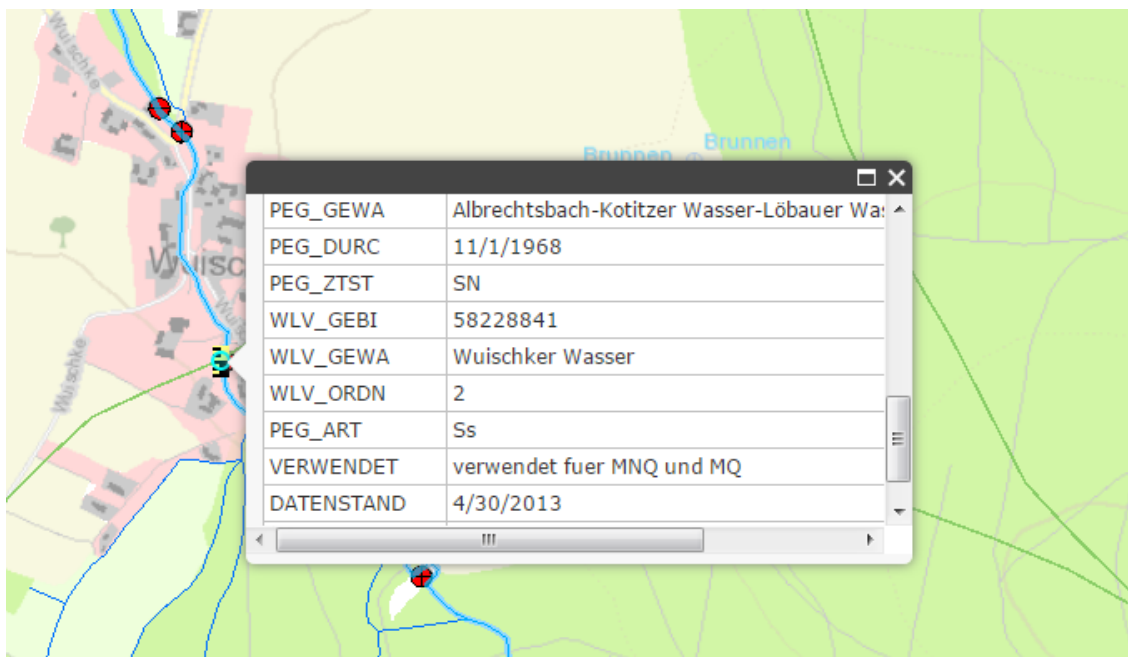 Wuischke
Brunnen
Brunnen
PEG_GEWA Albrechtsbach-Kotitzer Wasser-Löbauer Was
PEG_DURC 11/1/1968
PEG_ZTST SN
WLV_GEBI 58228841
WLV_GEWA Wuischker Wasser
WLV_ORDN 2
PEG_ART Ss
VERWENDET verwendet fuer MNQ und MQ
DATENSTAND 4/30/2013
Wuisc
Wuischke